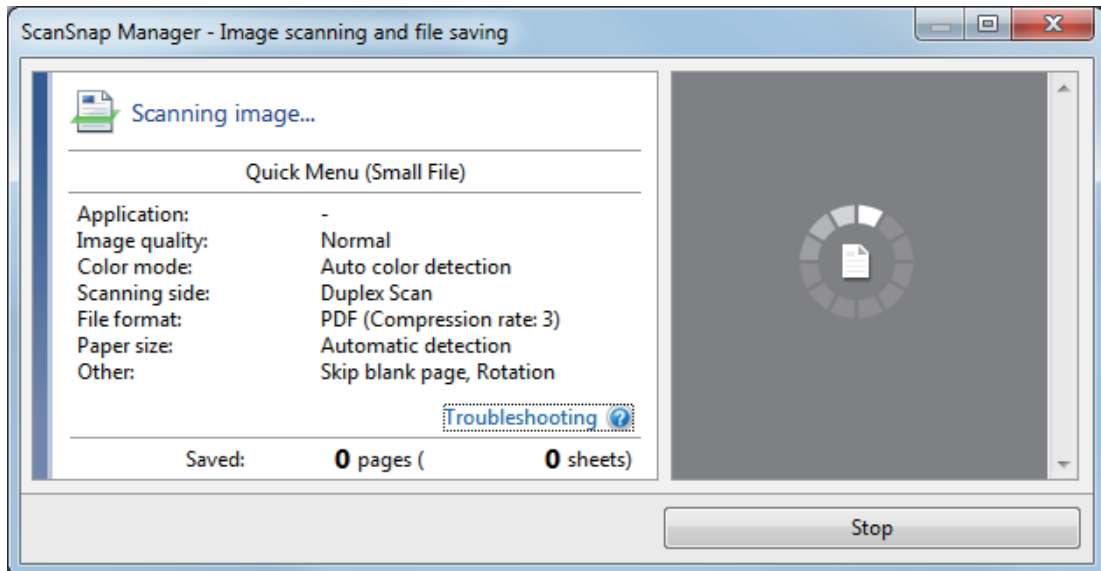 ScanSnap Manager - Image scanning and file saving
Scanning image...
Quick Menu (Small File)
Application: -
Image quality: Normal
Color mode: Auto color detection
Scanning side: Duplex Scan
File format: PDF (Compression rate: 3)
Paper size: Automatic detection
Other: Skip blank page, Rotation
Troubleshooting ?
Saved: 0 pages ( 0 sheets)
Stop